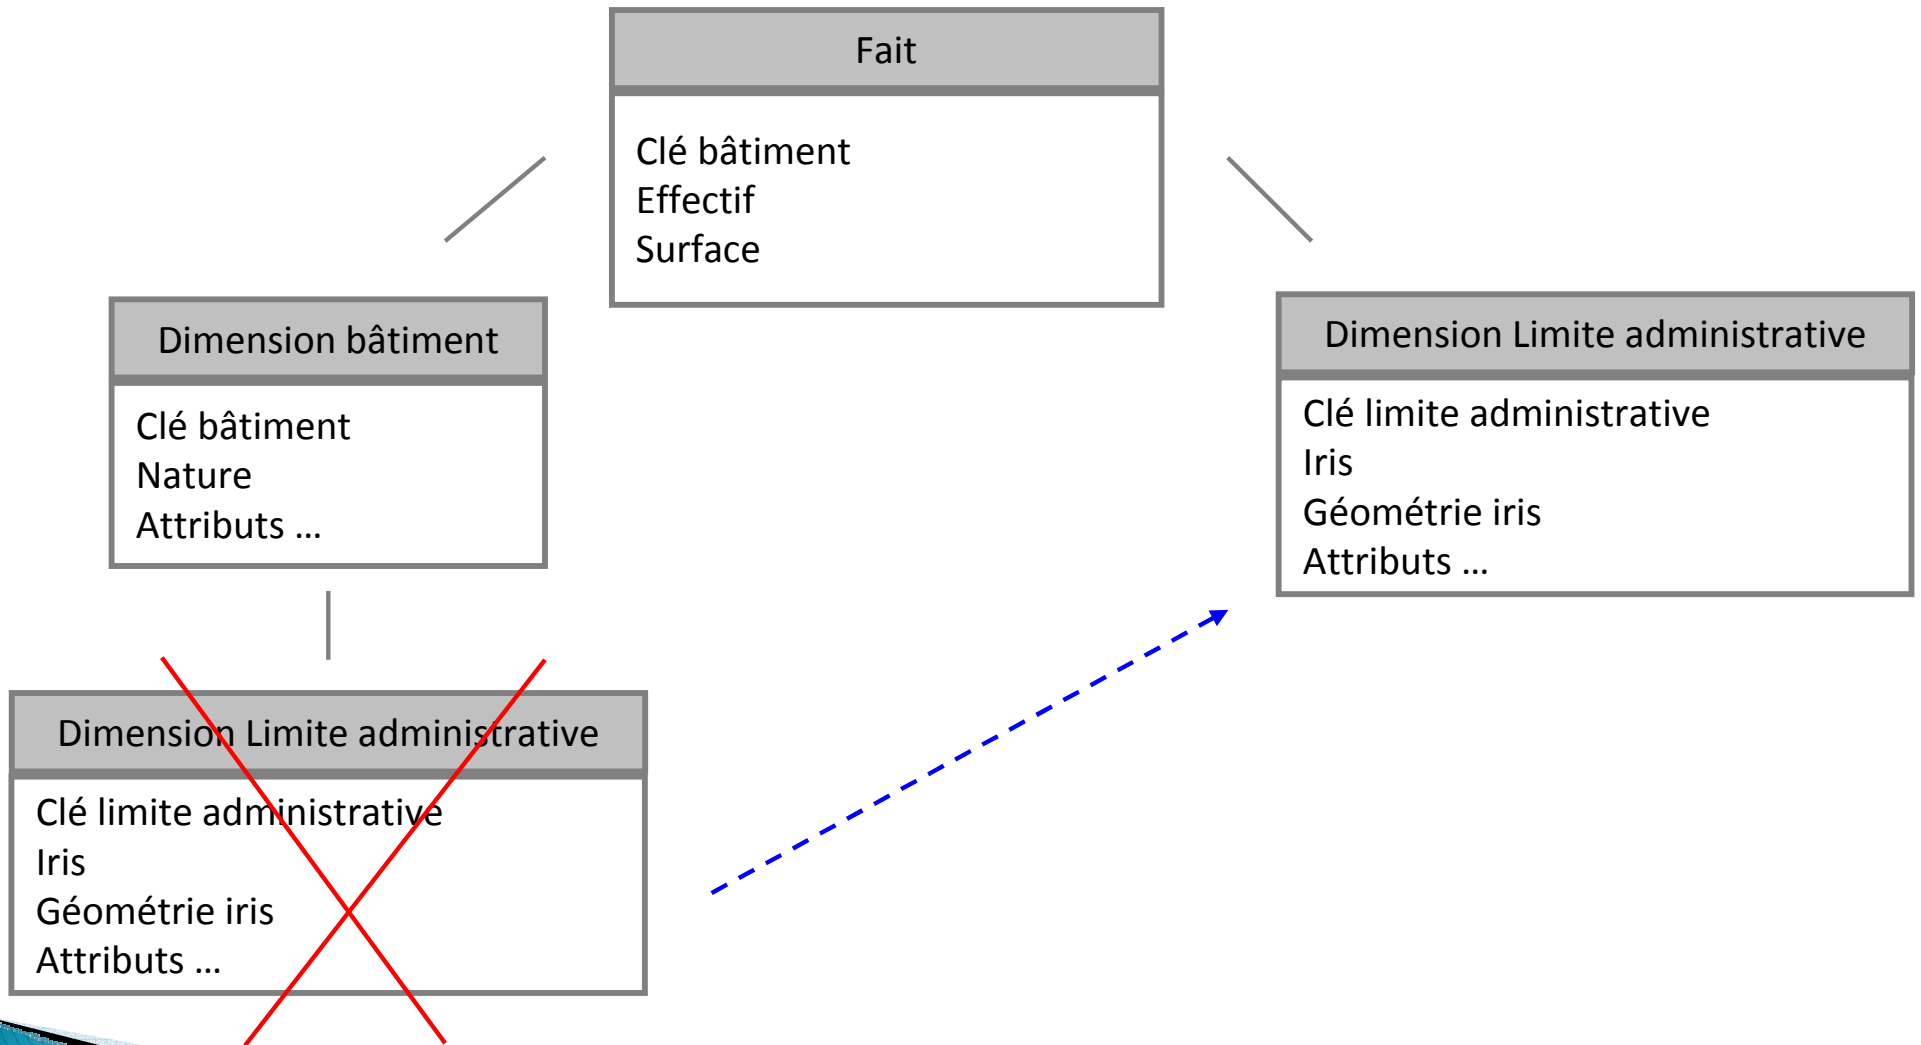 Fait
Clé bâtiment
Effectif
Surface
Dimension bâtiment
Clé bâtiment
Nature
Attributs ...
Dimension Limite administrative
Clé limite administrative
Iris
Géométrie iris
Attributs ...
Dimension Limite administrative
Clé limite administrative
Iris
Géométrie iris
Attributs ...